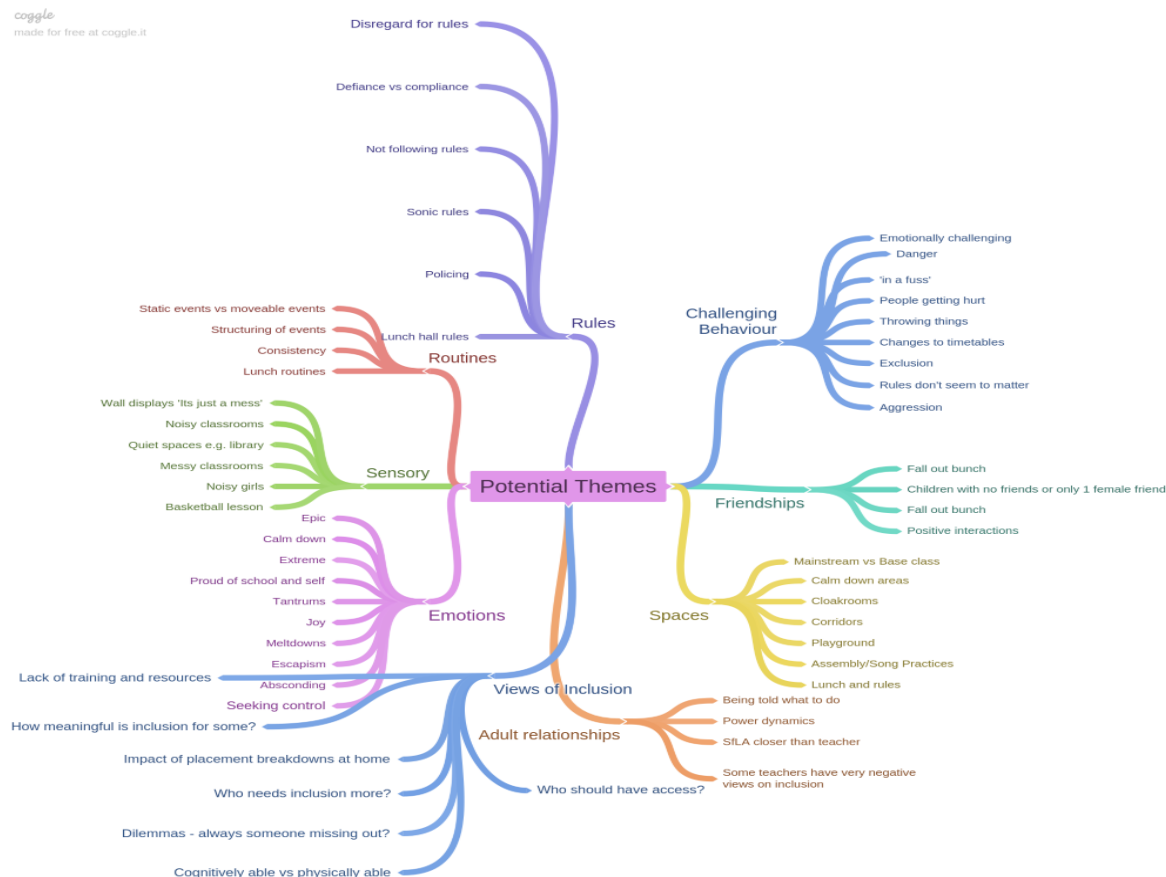 coggle
made for free at coggle.it
Potential Themes
Rules
Disregard for rules
Defiance vs compliance
Not following rules
Sonic rules
Policing
Lunch hall rules
Routines
Static events vs moveable events
Structuring of events
Consistency
Lunch routines
Sensory
Wall displays 'Its just a mess'
Noisy classrooms
Quiet spaces e.g. library
Messy classrooms
Noisy girls
Basketball lesson
Emotions
Epic
Calm down
Extreme
Proud of school and self
Tantrums
Joy
Meltdowns
Escapism
Absconding
Seeking control
Views of Inclusion
Lack of training and resources
How meaningful is inclusion for some?
Impact of placement breakdowns at home
Who needs inclusion more?
Dilemmas - always someone missing out?
Cognitively able vs physically able
Who should have access?
Challenging
Behaviour
Emotionally challenging
Danger
'in a fuss'
People getting hurt
Throwing things
Changes to timetables
Exclusion
Rules don't seem to matter
Aggression
Friendships
Fall out bunch
Children with no friends or only 1 female friend
Fall out bunch
Positive interactions
Spaces
Mainstream vs Base class
Calm down areas
Cloakrooms
Corridors
Playground
Assembly/Song Practices
Lunch and rules
Adult relationships
Being told what to do
Power dynamics
SfLA closer than teacher
Some teachers have very negative
views on inclusion